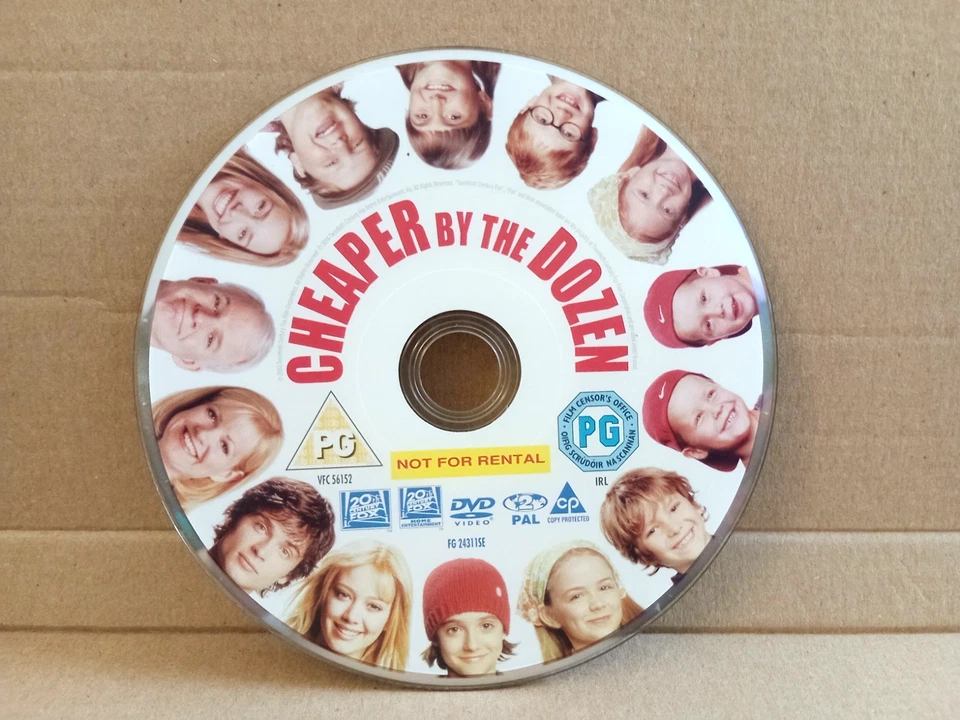 CHEAPER BY THE DOZEN
PG
VFC 56152
NOT FOR RENTAL
FILM CENSOR'S OFFICE
PG
OIFIG SCRÚDÓIR NA SCANNÁN
IRL
20TH CENTURY FOX
20TH CENTURY FOX
HOME ENTERTAINMENT
DVD
VIDEO
2
PAL
CP
COPY PROTECTED
FG 24311SE